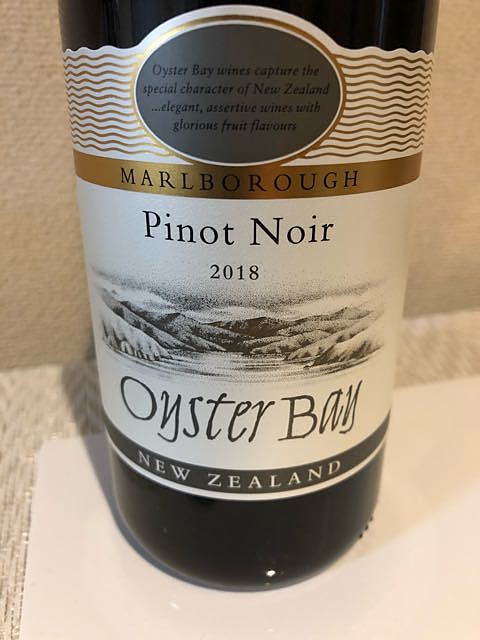 Oyster Bay wines capture the
special character of New Zealand
...elegant, assertive wines with
glorious fruit flavours
MARLBOROUGH
Pinot Noir
2018
Oyster Bay
NEW ZEALAND